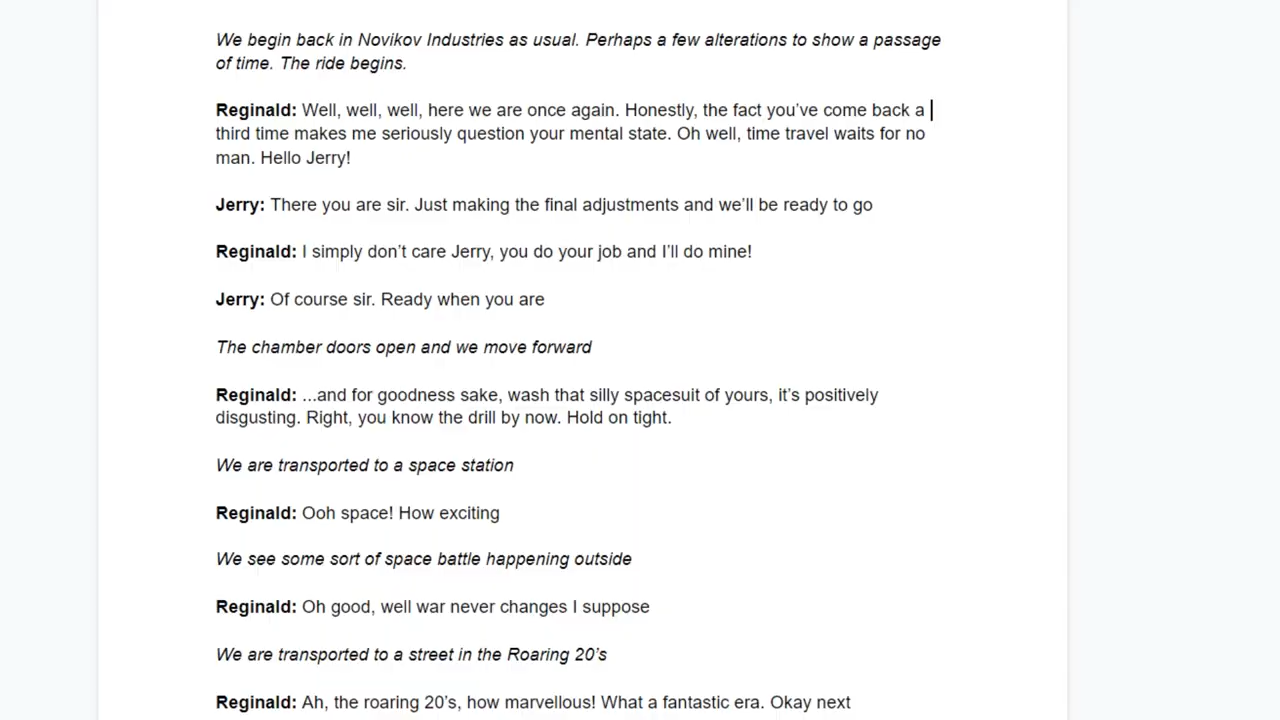 We begin back in Novikov Industries as usual. Perhaps a few alterations to show a passage
of time. The ride begins.
Reginald: Well, well, well, here we are once again. Honestly, the fact you've come back a
third time makes me seriously question your mental state. Oh well, time travel waits for no
man. Hello Jerry!
Jerry: There you are sir. Just making the final adjustments and we'll be ready to go
Reginald: I simply don't care Jerry, you do your job and I'll do mine!
Jerry: Of course sir. Ready when you are
The chamber doors open and we move forward
Reginald: ...and for goodness sake, wash that silly spacesuit of yours, it's positively
disgusting. Right, you know the drill by now. Hold on tight.
We are transported to a space station
Reginald: Ooh space! How exciting
We see some sort of space battle happening outside
Reginald: Oh good, well war never changes I suppose
We are transported to a street in the Roaring 20's
Reginald: Ah, the roaring 20's, how marvellous! What a fantastic era. Okay next